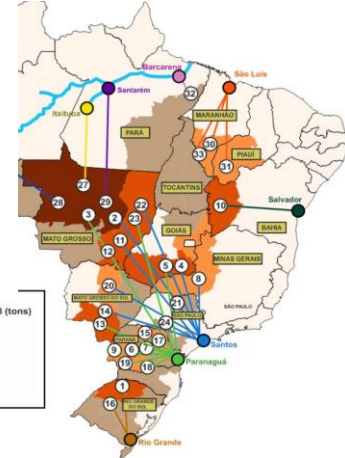 Barcarena
São Luís
Santarém
32
Itaituba
MARANHÃO
30
PARÁ
33
PIAUÍ
31
27
TOCANTINS
28
29
22
10
Salvador
3
2
23
GOIÁS
BAHIA
11
MATO GROSSO
12
MINAS GERAIS
5
4
8
20
MATO GROSSO DO SUL
21
SÃO PAULO
(tons)
14
24
SÃO PAULO
13
15
Santos
PARANÁ
17
9
6
7
Paranaguá
19
18
1
16
RIO GRANDE
DO SUL
Rio Grande